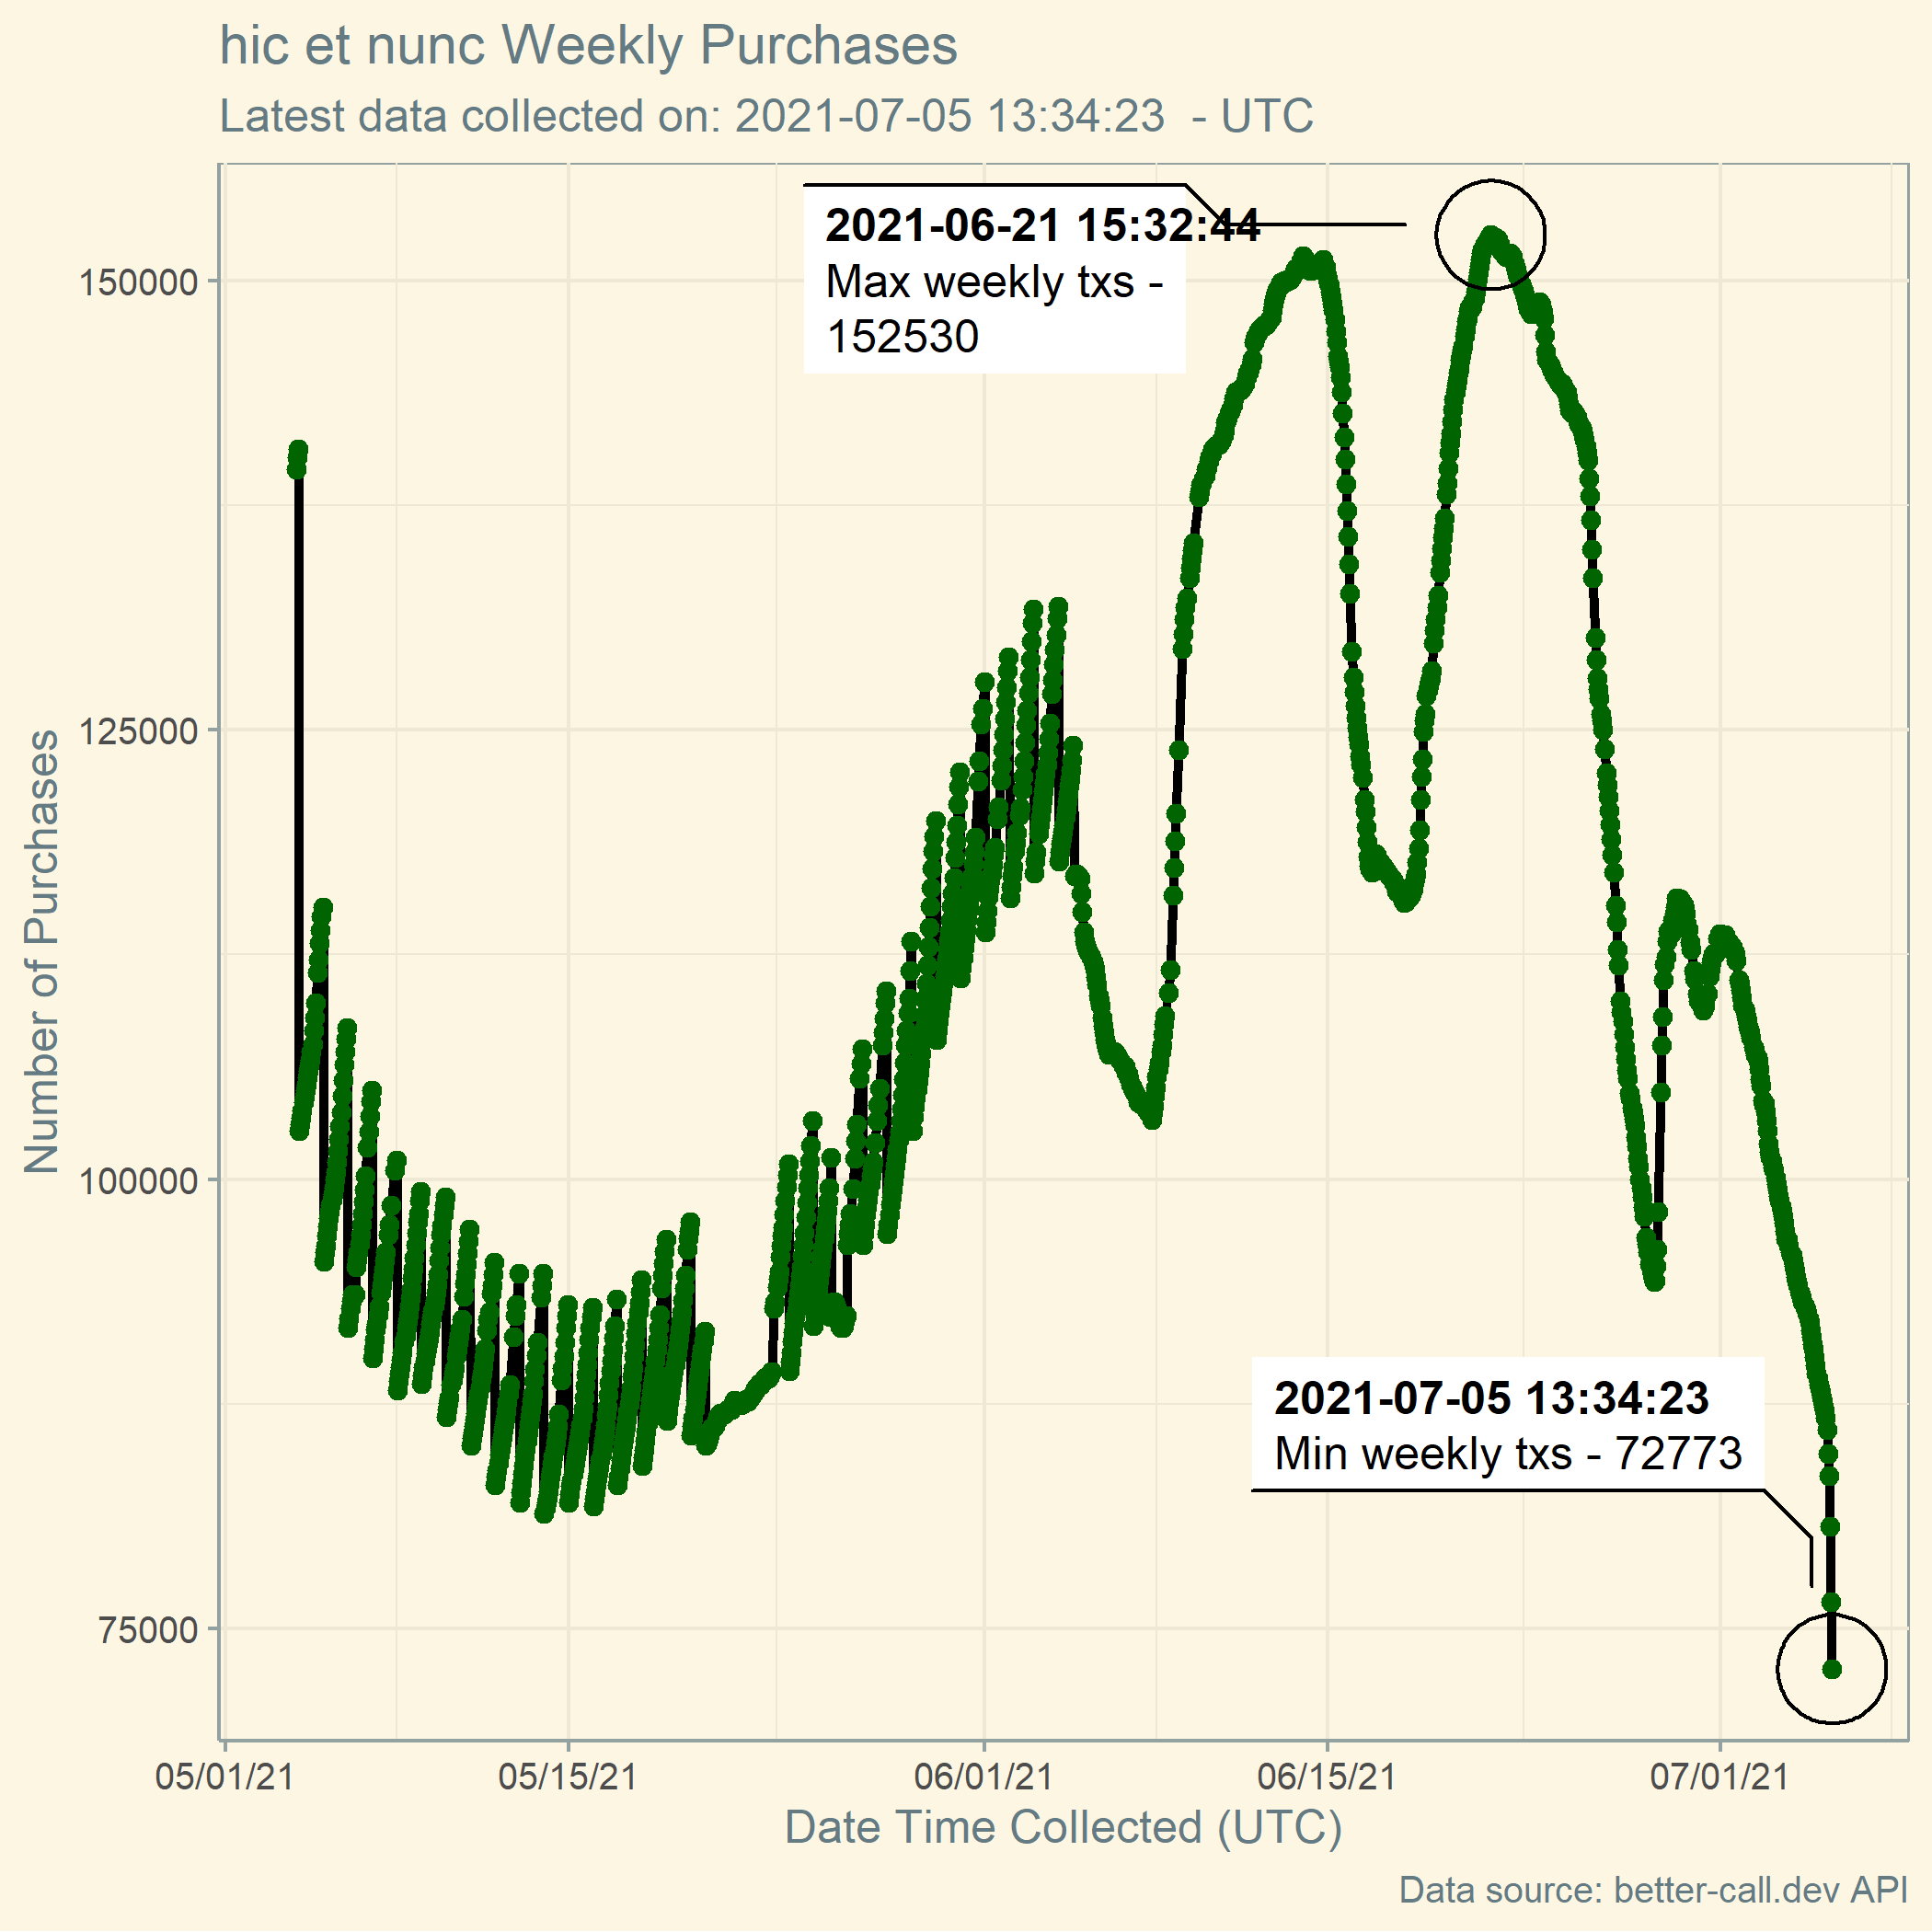 hic et nunc Weekly Purchases
Latest data collected on: 2021-07-05 13:34:23  - UTC
2021-06-21 15:32:44
Max weekly txs -
152530
150000
125000
100000
75000
Number of Purchases
2021-07-05 13:34:23
Min weekly txs - 72773
05/01/21 05/15/21 06/01/21 06/15/21 07/01/21
Date Time Collected (UTC)
Data source: better-call.dev API